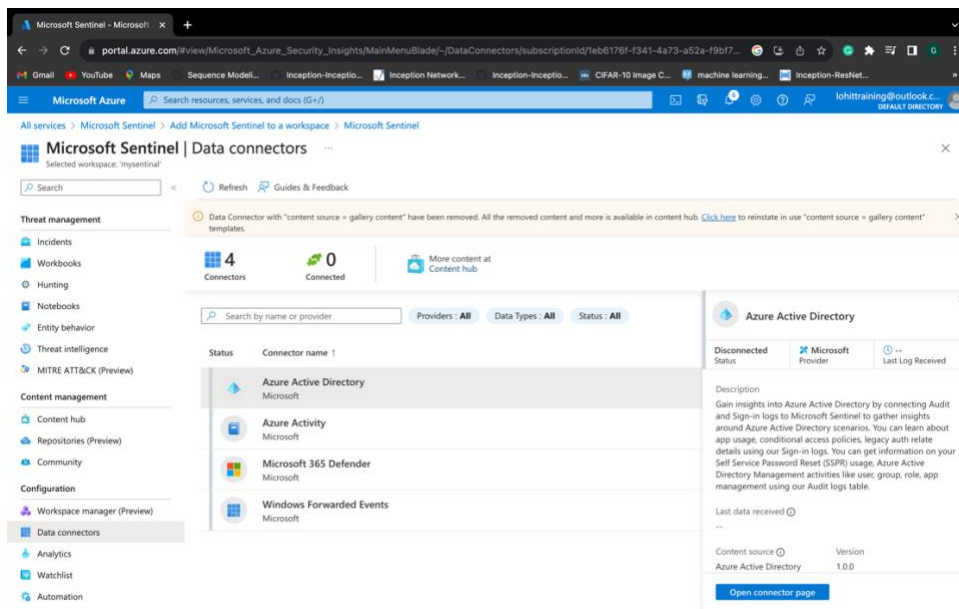 Microsoft Sentinel - Microsoft
portal.azure.com/#view/Microsoft_Azure_Security_Insights/MainMenuBlade/~/DataConnectors/subscriptionId/1eb6176f-f341-4a73-a52a-f9bf7...
Gmail YouTube Maps Sequence Modeli... Inception-Inceptio... Inception Network... Inception-Inceptio... CIFAR-10 Image C... machine learning... Inception-ResNet...
Microsoft Azure Search resources, services, and docs (G+/) lohittraining@outlook.c...
DEFAULT DIRECTORY
All services > Microsoft Sentinel > Add Microsoft Sentinel to a workspace > Microsoft Sentinel
Microsoft Sentinel | Data connectors ...
Selected workspace: 'mysentinal'
Search
Refresh Guides & Feedback
Data Connector with "content source = gallery content" have been removed. All the removed content and more is available in content hub. Click here to reinstate in use "content source = gallery content"
templates.
Threat management
Incidents
Workbooks
Hunting
Notebooks
Entity behavior
Threat intelligence
MITRE ATT&CK (Preview)
Content management
Content hub
Repositories (Preview)
Community
Configuration
Workspace manager (Preview)
Data connectors
Analytics
Watchlist
Automation
4
Connectors
0
Connected
More content at
Content hub
Search by name or provider
Providers : All Data Types : All Status : All
Status Connector name ↑
Azure Active Directory
Microsoft
Azure Activity
Microsoft
Microsoft 365 Defender
Microsoft
Windows Forwarded Events
Microsoft
Azure Active Directory
Disconnected Microsoft --
Status Provider Last Log Received
Description
Gain insights into Azure Active Directory by connecting Audit
and Sign-in logs to Microsoft Sentinel to gather insights
around Azure Active Directory scenarios. You can learn about
app usage, conditional access policies, legacy auth relate
details using our Sign-in logs. You can get information on your
Self Service Password Reset (SSPR) usage, Azure Active
Directory Management activities like user, group, role, app
management using our Audit logs table.
Last data received
--
Content source Version
Azure Active Directory 1.0.0
Open connector page